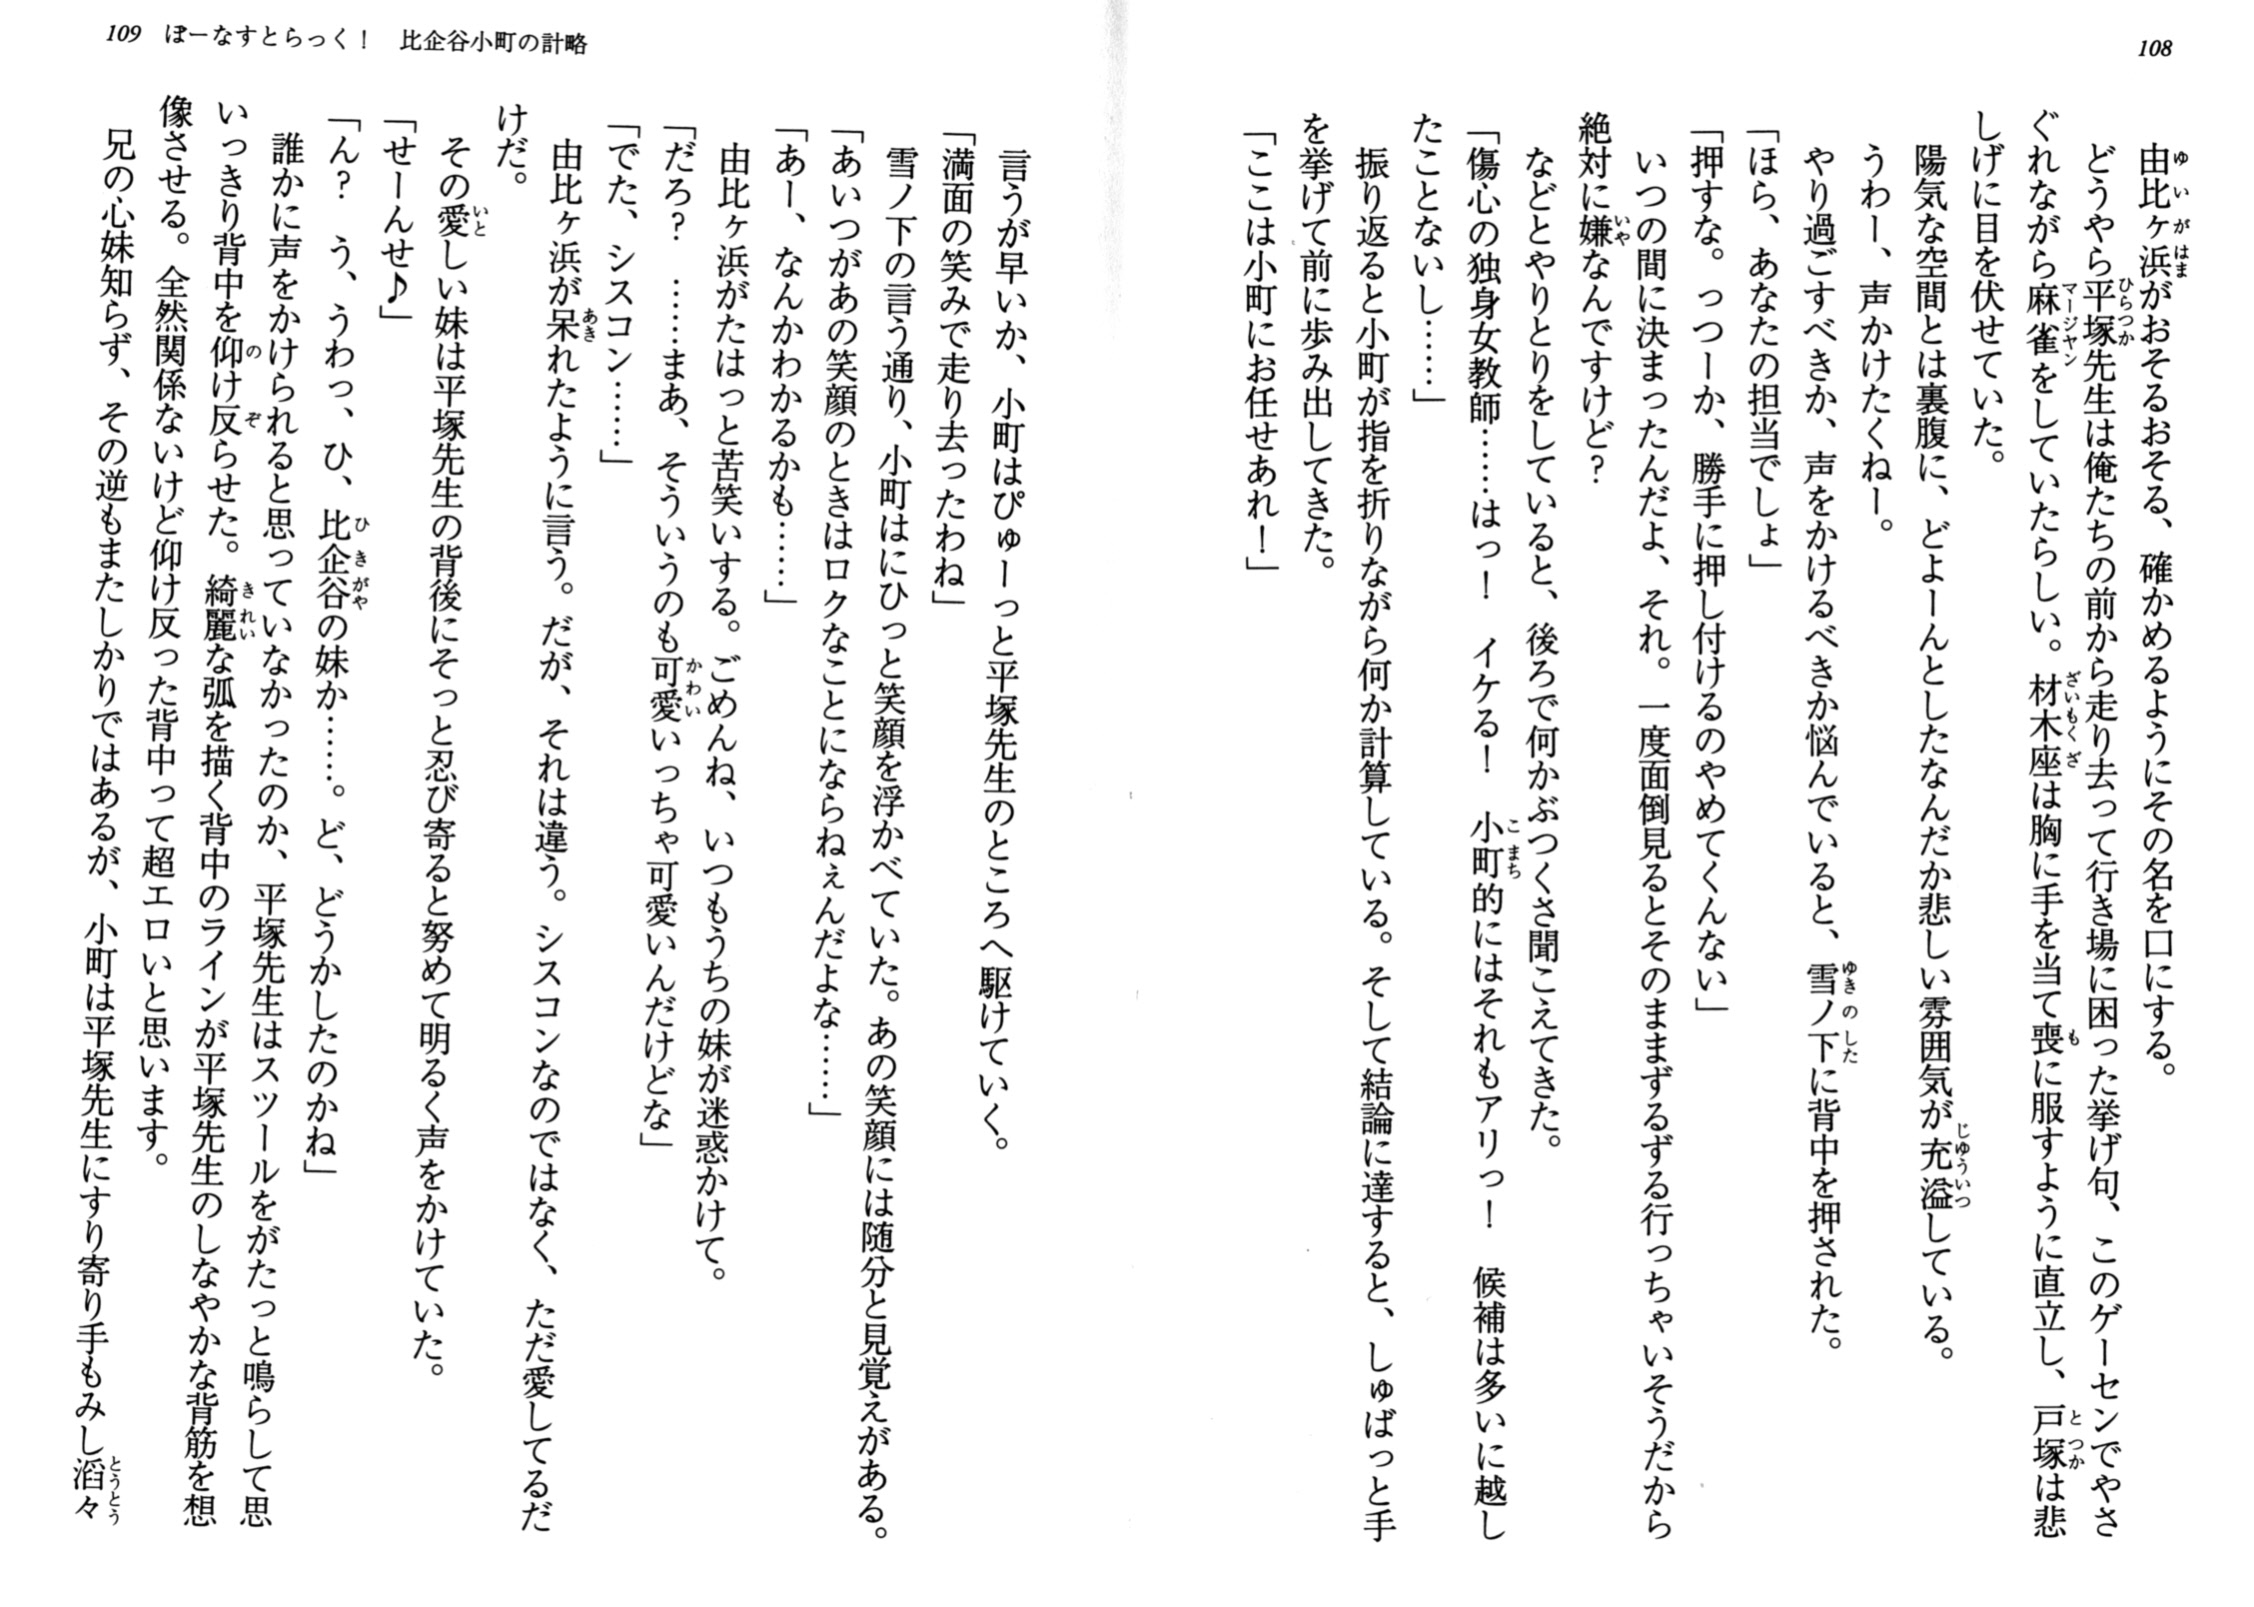 108
由比ヶ浜がおそるおそる、確かめるようにその名を口にする。
どうやら平塚先生は俺たちの前から走り去って行き場に困った挙げ句、このゲーセンでやさ
ぐれながら麻雀をしていたらしい。材木座は胸に手を当て喪に服すように直立し、戸塚は悲
しげに目を伏せていた。
陽気な空間とは裏腹に、どよーんとしたなんだか悲しい雰囲気が充溢している。
うわー、声かけたくねー。
やり過ごすべきか、声をかけるべきか悩んでいると、雪ノ下に背中を押された。
「ほら、あなたの担当でしょ」
「押すな。っつーか、勝手に押し付けるのやめてくんない」
いつの間に決まったんだよ、それ。一度面倒見るとそのままずるずる行っちゃいそうだから
絶対に嫌なんですけど?
などとやりとりをしていると、後ろで何かぶつくさ聞こえてきた。
「傷心の独身女教師……はっ! イケる! 小町的にはそれもアリっ! 候補は多いに越し
たことないし……」
振り返ると小町が指を折りながら何か計算している。そして結論に達すると、しゅばっと手
を挙げて前に歩み出してきた。
「ここは小町にお任せあれ!」
109 ぼーなすとらっく! 比企谷小町の計略
言うが早いか、小町はぴゅーっと平塚先生のところへ駆けていく。
「満面の笑みで走り去ったわね」
雪ノ下の言う通り、小町はにひっと笑顔を浮かべていた。あの笑顔には随分と見覚えがある。
「あいつがあの笑顔のときはロクなことにならねぇんだよな……」
「あー、なんかわかるかも……」
由比ヶ浜がたはっと苦笑いする。ごめんね、いつもうちの妹が迷惑かけて。
「だろ? ……まあ、そういうのも可愛いっちゃ可愛いんだけどな」
「でた、シスコン……」
由比ヶ浜が呆れたように言う。だが、それは違う。シスコンなのではなく、ただ愛してるだ
けだ。
その愛しい妹は平塚先生の背後にそっと忍び寄ると努めて明るく声をかけていた。
「せーんせ♪」
「ん? う、うわっ、ひ、比企谷の妹か……。ど、どうかしたのかね」
誰かに声をかけられると思っていなかったのか、平塚先生はスツールをがたっと鳴らして思
いっきり背中を仰け反らせた。綺麗な弧を描く背中のラインが平塚先生のしなやかな背筋を想
像させる。全然関係ないけど仰け反った背中って超エロいと思います。
兄の心妹知らず、その逆もまたしかりではあるが、小町は平塚先生にすり寄り手もみし滔々